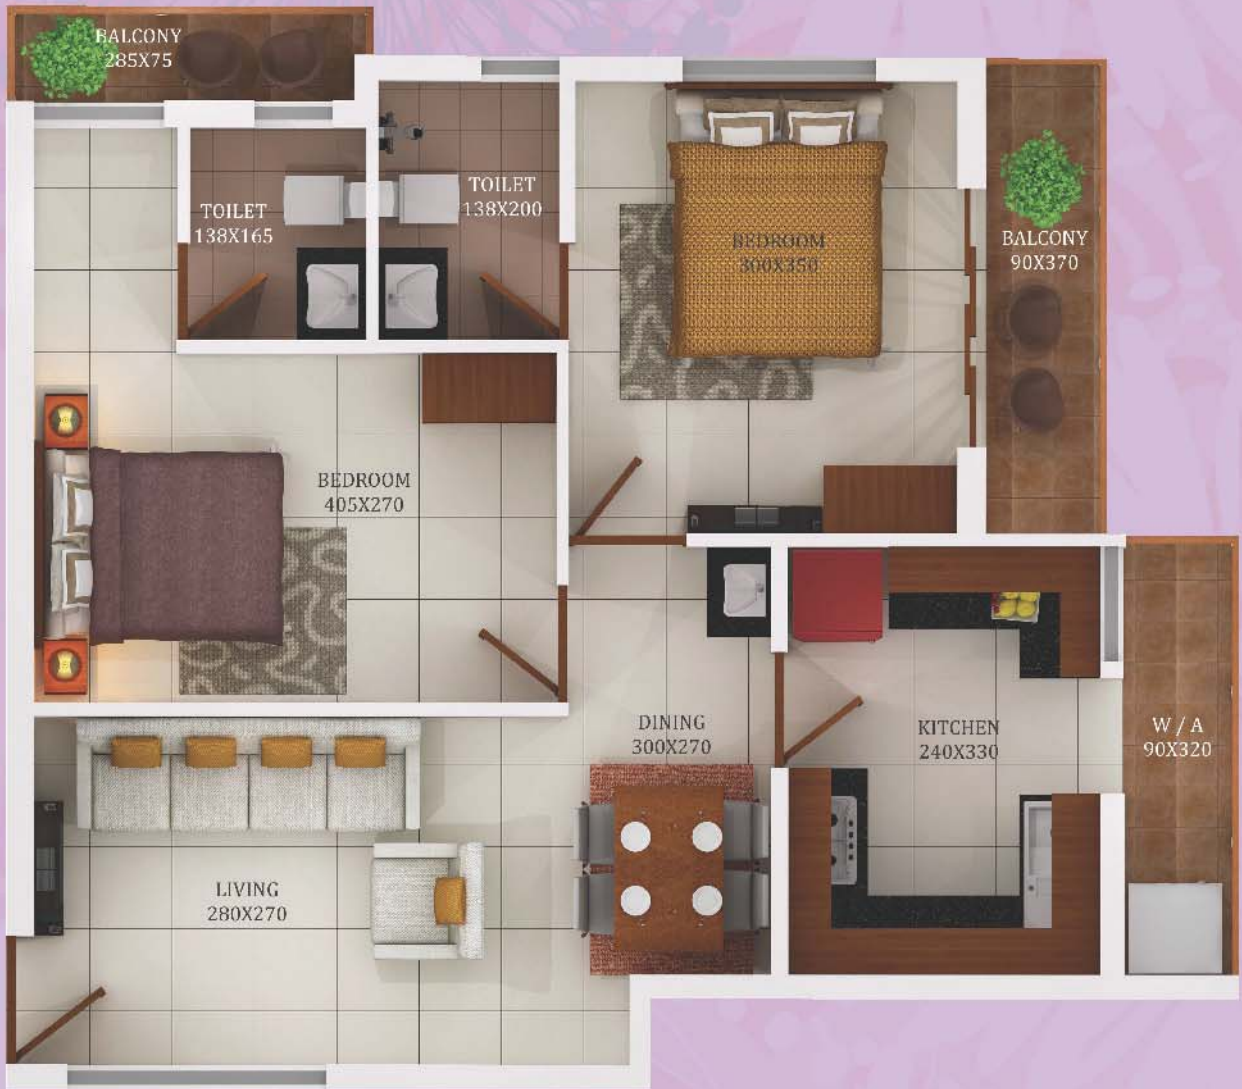 BALCONY
285X75
TOILET
138X165
TOILET
138X200
BEDROOM
300X350
BALCONY
90X370
BEDROOM
405X270
DINING
300X270
KITCHEN
240X330
W / A
90X320
LIVING
280X270